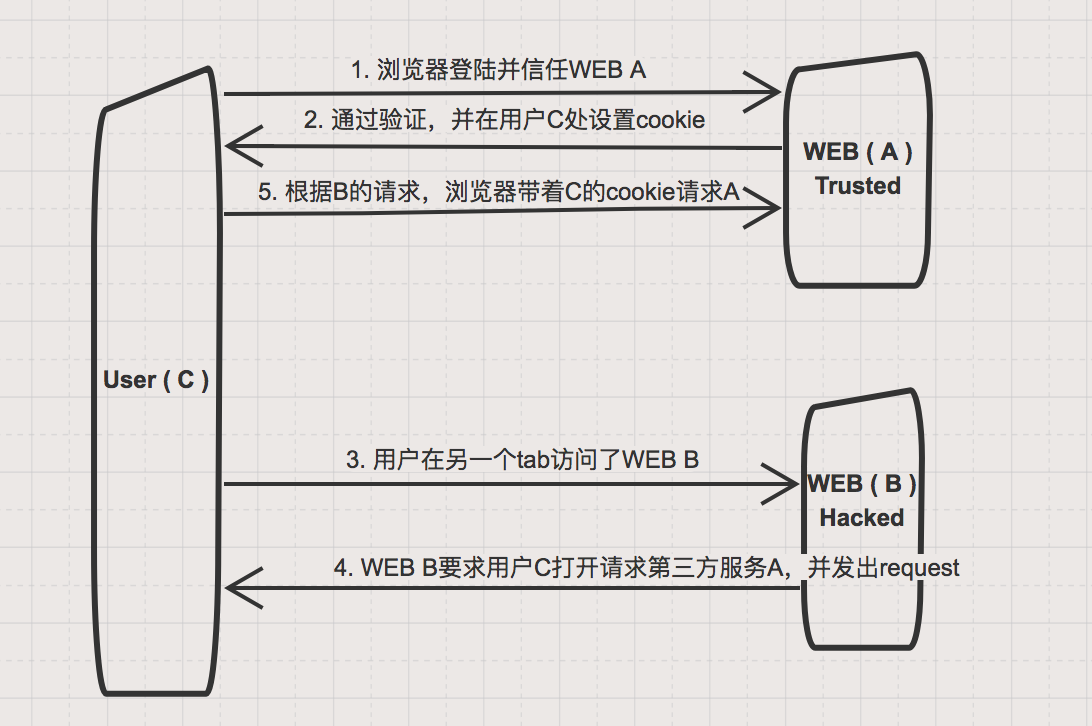 1. 浏览器登陆并信任WEB A
2. 通过验证，并在用户C处设置cookie
WEB ( A )
Trusted
5. 根据B的请求，浏览器带着C的cookie请求A
User ( C )
3. 用户在另一个tab访问了WEB B
WEB ( B )
Hacked
4. WEB B要求用户C打开请求第三方服务A，并发出request